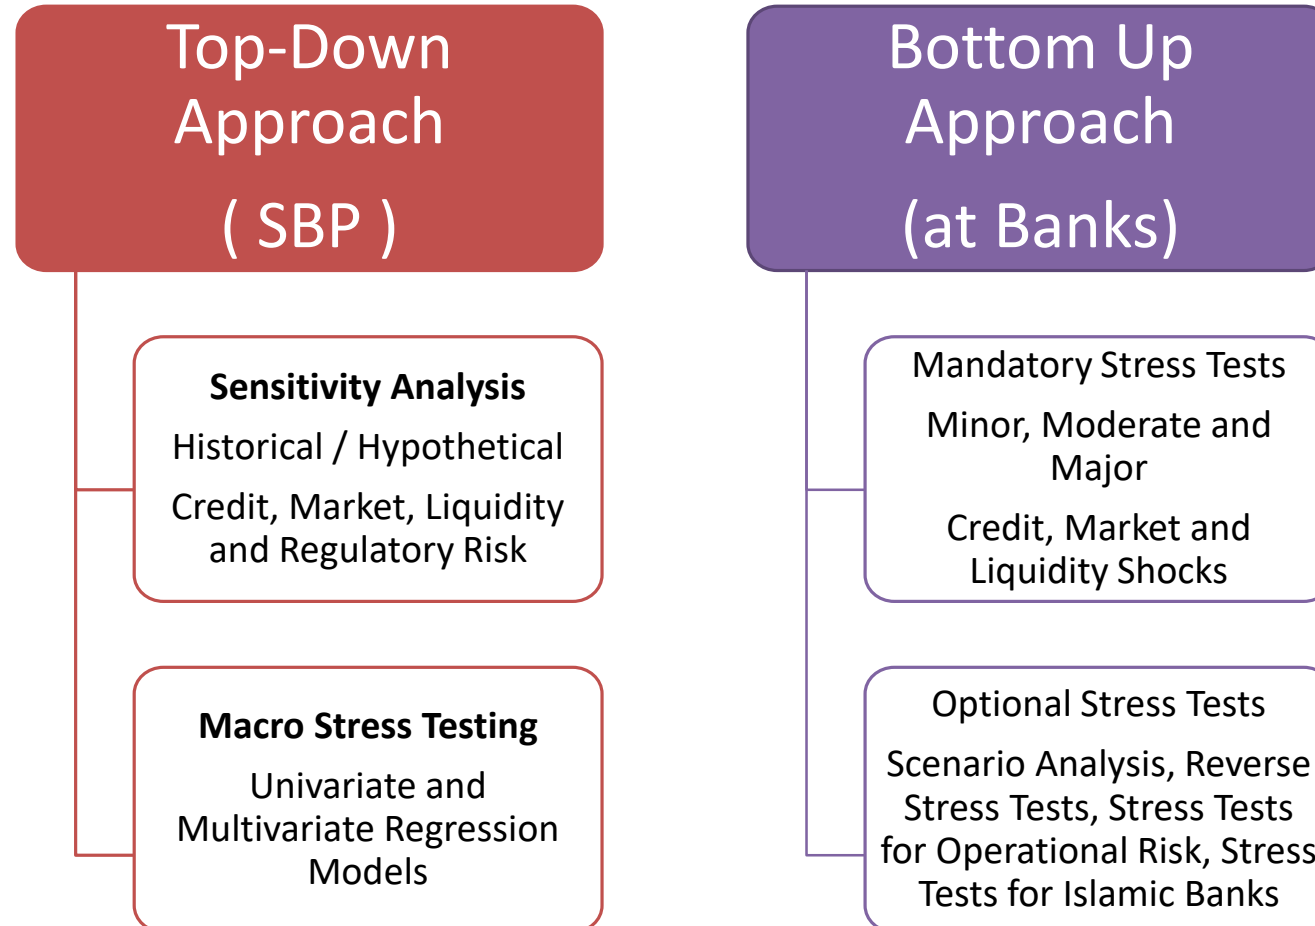 Top-Down
Approach
( SBP )
Sensitivity Analysis
Historical / Hypothetical
Credit, Market, Liquidity
and Regulatory Risk
Macro Stress Testing
Univariate and
Multivariate Regression
Models
Bottom Up
Approach
(at Banks)
Mandatory Stress Tests
Minor, Moderate and
Major
Credit, Market and
Liquidity Shocks
Optional Stress Tests
Scenario Analysis, Reverse
Stress Tests, Stress Tests
for Operational Risk, Stress
Tests for Islamic Banks